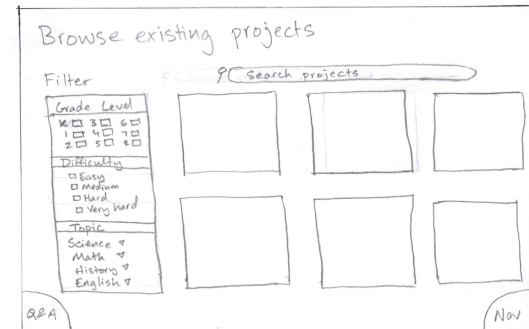 Browse existing projects
Search projects
Filter
Grade Level
K 3 6
1 4 7
2 5 8
Difficulty
Easy
Medium
Hard
Very hard
Topic
Science
Math
History
English
Q&A
Nav